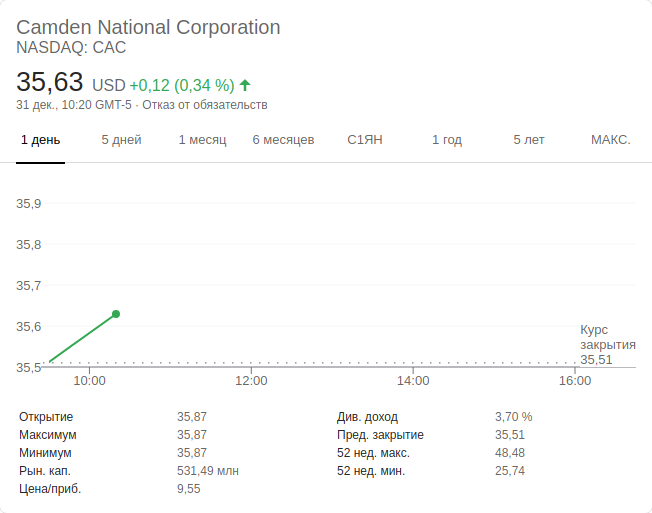 Camden National Corporation
NASDAQ: CAC
35,63 USD +0,12 (0,34 %)
31 дек., 10:20 GMT-5 · Отказ от обязательств
1 день 5 дней 1 месяц 6 месяцев С1ЯН 1 год 5 лет МАКС.
35,9
35,8
35,7
35,6
35,5
Курс
закрытия
35,51
10:00 12:00 14:00 16:00
Открытие 35,87 Див. доход 3,70 %
Максимум 35,87 Пред. закрытие 35,51
Минимум 35,87 52 нед. макс. 48,48
Рын. кап. 531,49 млн 52 нед. мин. 25,74
Цена/приб. 9,55